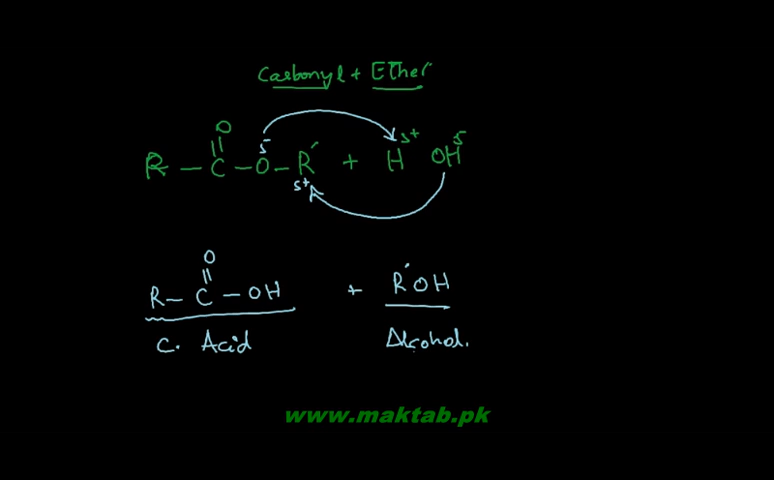 Carbonyl + Ether
O
||
R — C — O — R' + H OH
δ- δ+ δ+ δ-
O
||
R — C — OH + R'OH
C. Acid Alcohol.
www.maktab.pk